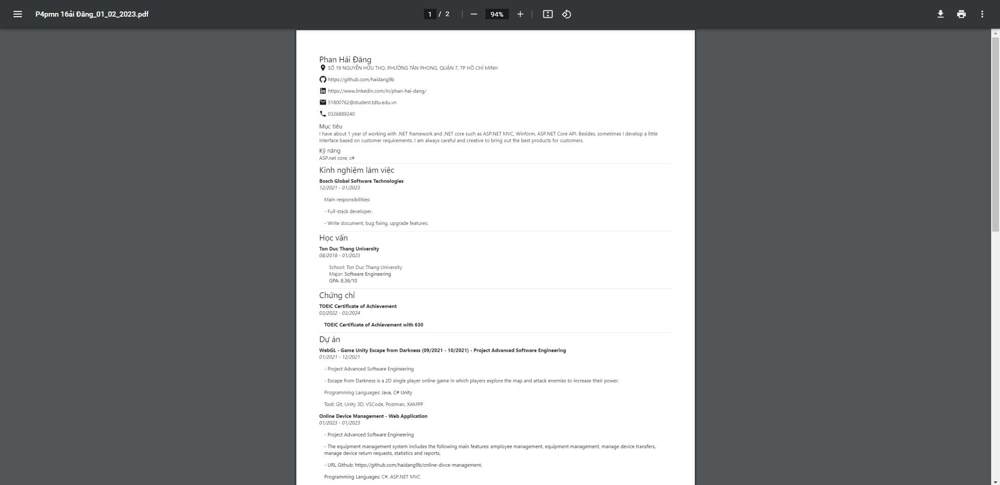 P4pmn 16ải Đăng_01_02_2023.pdf
1 / 2
94%
Phan Hải Đăng
SỐ 19 NGUYỄN HỮU THỌ, PHƯỜNG TÂN PHONG, QUẬN 7, TP HỒ CHÍ MINH
https://github.com/haidang9b
https://www.linkedin.com/in/phan-hai-dang/
51800762@student.tdtu.edu.vn
0326889240
Mục tiêu
I have about 1 year of working with .NET framework and .NET core such as ASP.NET MVC, Winform, ASP.NET Core API. Besides, sometimes I develop a little
interface based on customer requirements. I am always careful and creative to bring out the best products for customers.
Kỹ năng
ASP.net core, c#
Kinh nghiệm làm việc
Bosch Global Software Technologies
12/2021 - 01/2023
Main responsibilities:
- Full-stack developer.
- Write document, bug fixing, upgrade features.
Học vấn
Ton Duc Thang University
08/2018 - 01/2023
School: Ton Duc Thang University
Major: Software Engineering
GPA: 8.36/10
Chứng chỉ
TOEIC Certificate of Achievement
03/2022 - 03/2024
TOEIC Certificate of Achievement with 630
Dự án
WebGL - Game Unity Escape from Darkness (09/2021 - 10/2021) - Project Advanced Software Engineering
01/2021 - 12/2021
- Project Advanced Software Engineering
- Escape from Darkness is a 2D single player online game in which players explore the map and attack enemies to increase their power.
Programming Languages: Java, C# Unity
Tool: Git, Unity 3D, VSCode, Postman, XAMPP
Online Device Management - Web Application
01/2023 - 01/2023
- Project Advanced Software Engineering
- The equipment management system includes the following main features: employee management, equipment management, manage device transfers,
manage device return requests, statistics and reports.
- URL Github: https://github.com/haidang9b/online-divce-management.
Programming Languages: C#, ASP.NET MVC